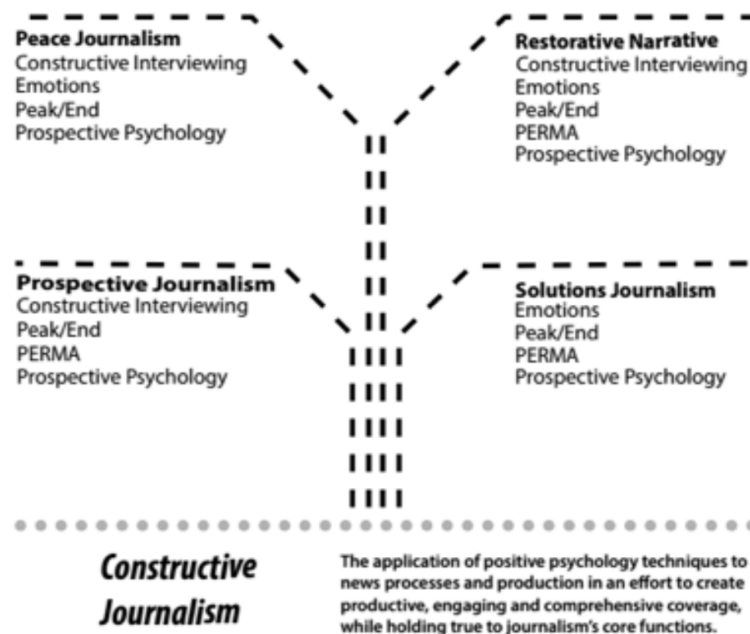 Peace Journalism
Constructive Interviewing
Emotions
Peak/End
Prospective Psychology
Restorative Narrative
Constructive Interviewing
Emotions
Peak/End
PERMA
Prospective Psychology
Prospective Journalism
Constructive Interviewing
Peak/End
PERMA
Prospective Psychology
Solutions Journalism
Emotions
Peak/End
PERMA
Prospective Psychology
Constructive
Journalism
The application of positive psychology techniques to
news processes and production in an effort to create
productive, engaging and comprehensive coverage,
while holding true to journalism's core functions.